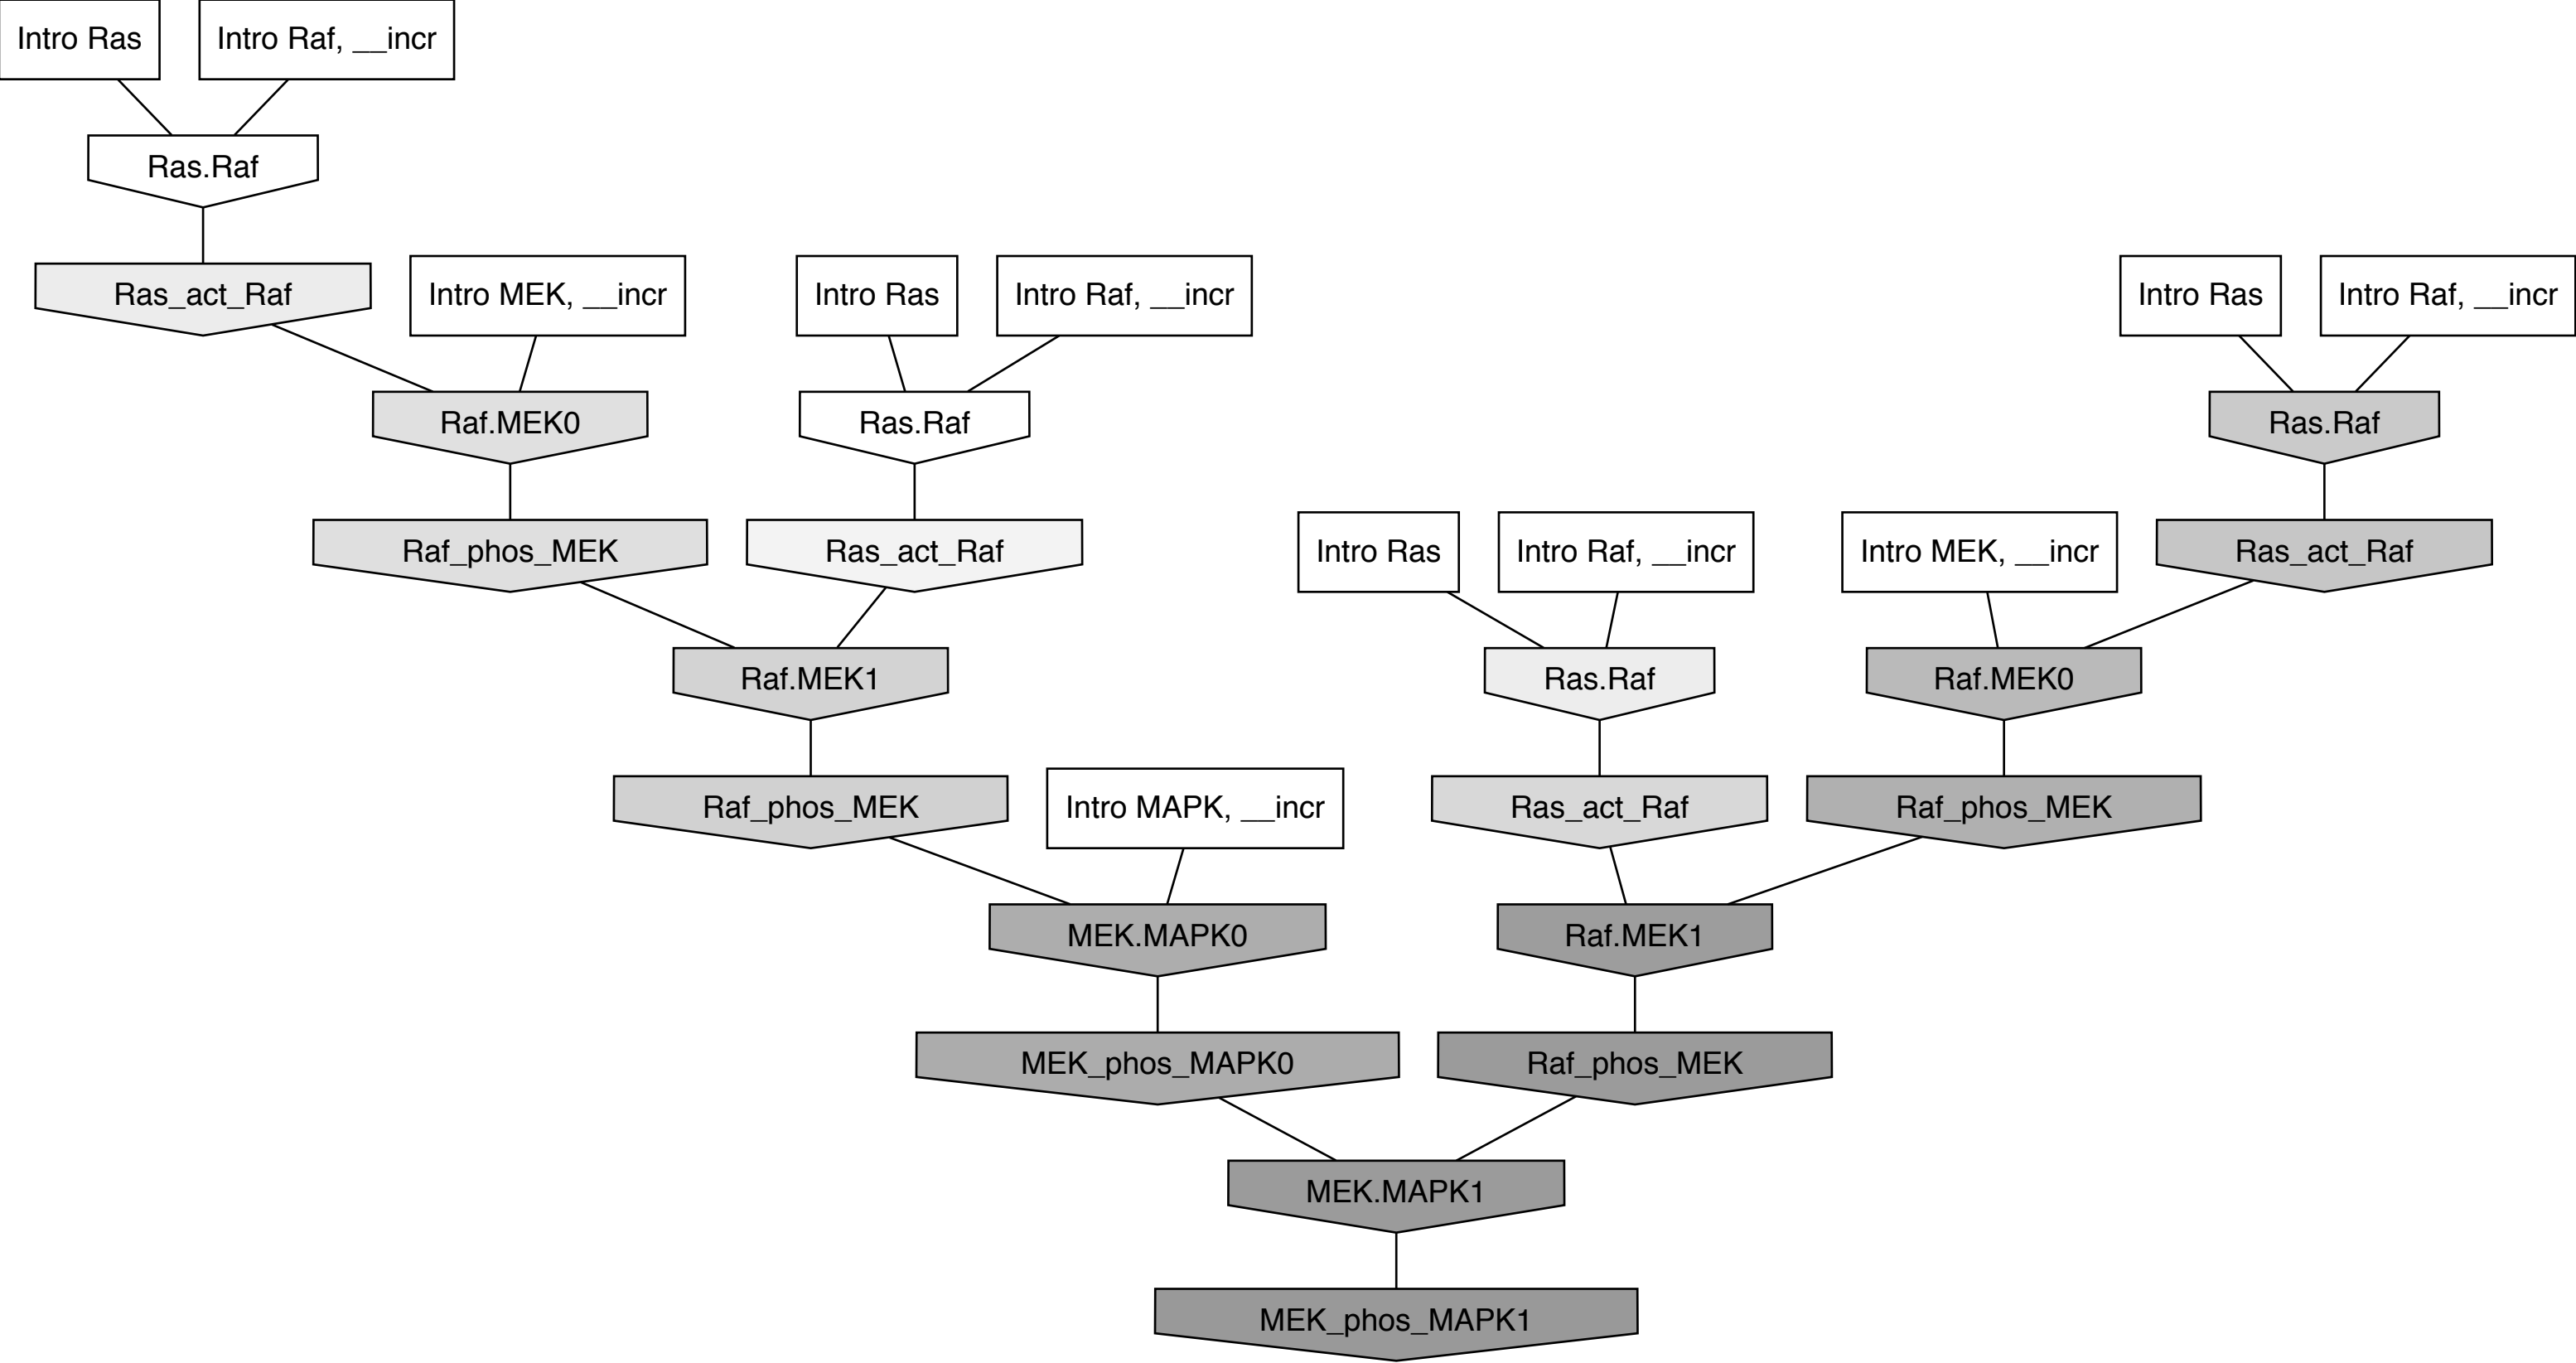 Intro Ras
Intro Raf, __incr
Ras.Raf
Ras_act_Raf
Intro MEK, __incr
Intro Ras
Intro Raf, __incr
Intro Ras
Intro Raf, __incr
Raf.MEK0
Ras.Raf
Ras.Raf
Raf_phos_MEK
Ras_act_Raf
Intro Ras
Intro Raf, __incr
Intro MEK, __incr
Ras_act_Raf
Raf.MEK1
Ras.Raf
Raf.MEK0
Raf_phos_MEK
Intro MAPK, __incr
Ras_act_Raf
Raf_phos_MEK
MEK.MAPK0
Raf.MEK1
MEK_phos_MAPK0
Raf_phos_MEK
MEK.MAPK1
MEK_phos_MAPK1